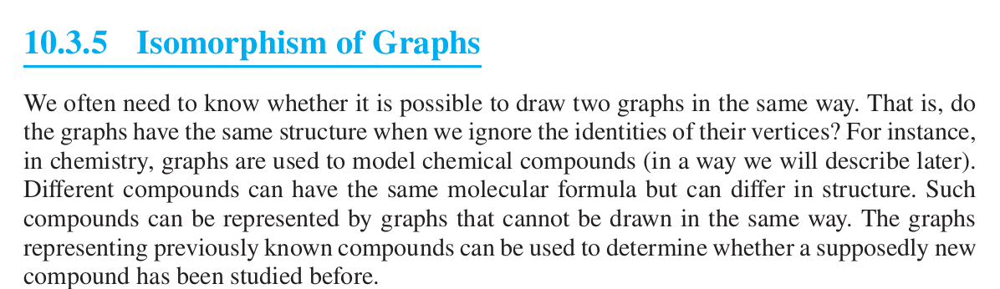 10.3.5 Isomorphism of Graphs
We often need to know whether it is possible to draw two graphs in the same way. That is, do
the graphs have the same structure when we ignore the identities of their vertices? For instance,
in chemistry, graphs are used to model chemical compounds (in a way we will describe later).
Different compounds can have the same molecular formula but can differ in structure. Such
compounds can be represented by graphs that cannot be drawn in the same way. The graphs
representing previously known compounds can be used to determine whether a supposedly new
compound has been studied before.